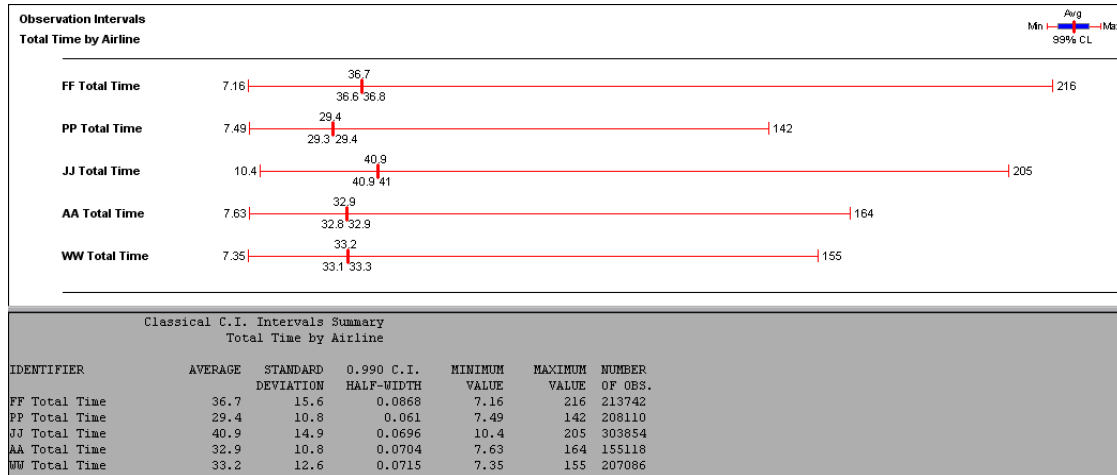 Observation Intervals
Total Time by Airline
Avg
Min Max
99% CL
36.7
FF Total Time 7.16 216
36.6 36.8
29.4
PP Total Time 7.49 142
29.3 29.4
40.9
JJ Total Time 10.4 205
40.9 41
32.9
AA Total Time 7.63 164
32.8 32.9
33.2
WW Total Time 7.35 155
33.1 33.3
Classical C.I. Intervals Summary
Total Time by Airline
IDENTIFIER AVERAGE STANDARD 0.990 C.I. MINIMUM MAXIMUM NUMBER
DEVIATION HALF-WIDTH VALUE VALUE OF OBS.
FF Total Time 36.7 15.6 0.0868 7.16 216 213742
PP Total Time 29.4 10.8 0.061 7.49 142 208110
JJ Total Time 40.9 14.9 0.0696 10.4 205 303854
AA Total Time 32.9 10.8 0.0704 7.63 164 155118
WW Total Time 33.2 12.6 0.0715 7.35 155 207086